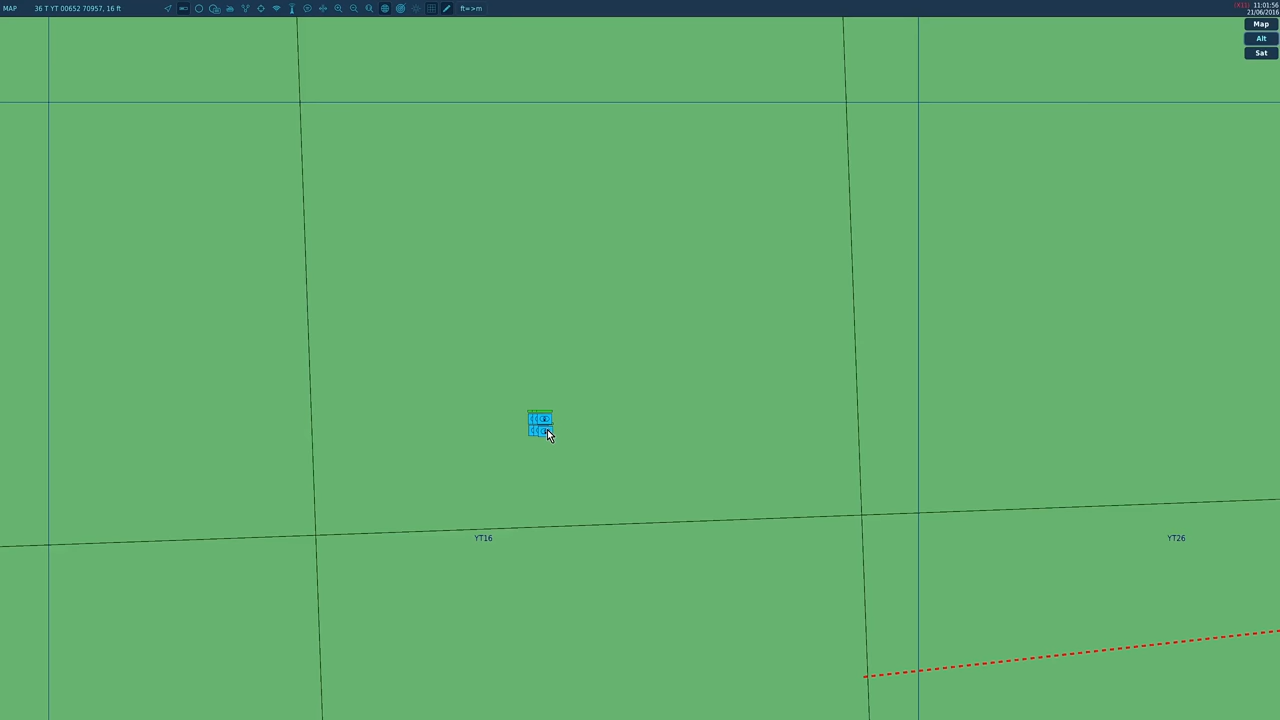 MAP 36 T YT 00652 70957, 16 ft ft=>m
(X11) 11:01:56
21/06/2016
Map
Alt
Sat
YT16 YT26